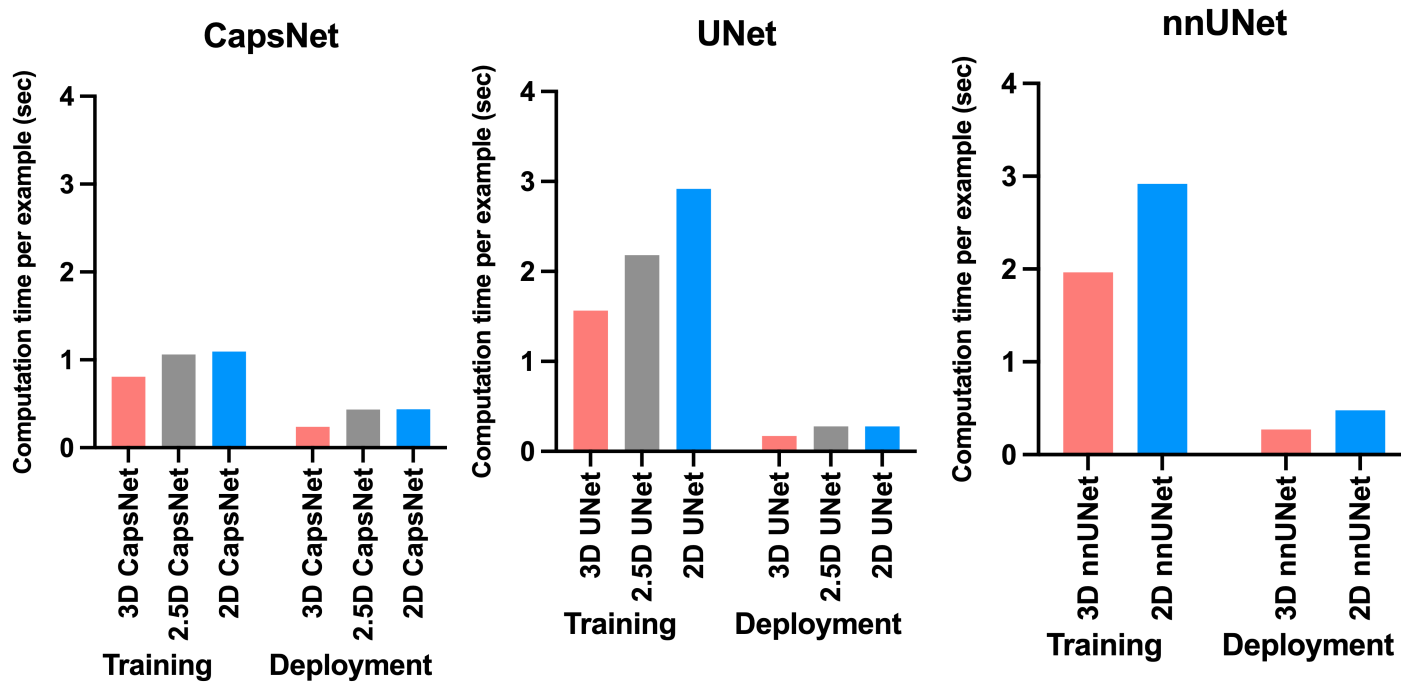 CapsNet
Computation time per example (sec)
4
3
2
1
0
3D CapsNet
2.5D CapsNet
2D CapsNet
3D CapsNet
2.5D CapsNet
2D CapsNet
Training
Deployment
UNet
Computation time per example (sec)
4
3
2
1
0
3D UNet
2.5D UNet
2D UNet
3D UNet
2.5D UNet
2D UNet
Training
Deployment
nnUNet
Computation time per example (sec)
4
3
2
1
0
3D nnUNet
2D nnUNet
3D nnUNet
2D nnUNet
Training
Deployment